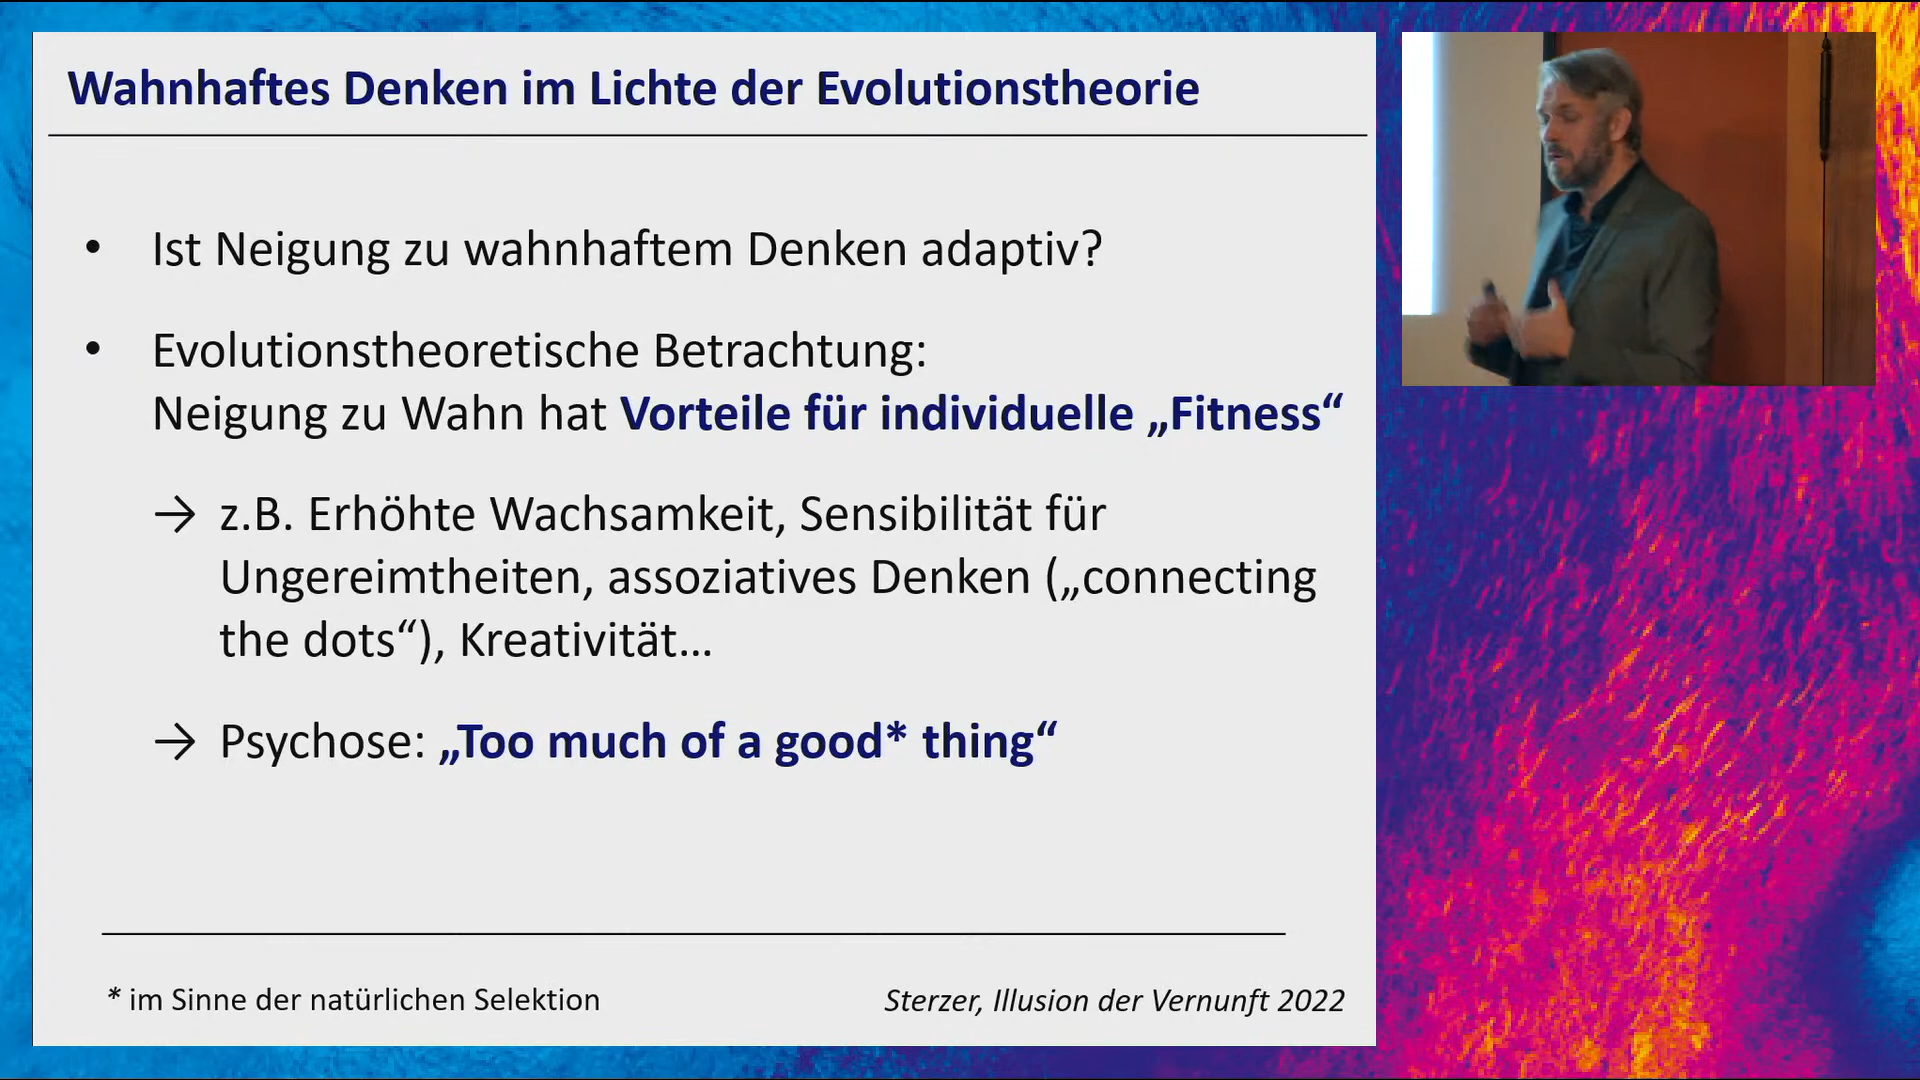 Wahnhaftes Denken im Lichte der Evolutionstheorie
• Ist Neigung zu wahnhaftem Denken adaptiv?
• Evolutionstheoretische Betrachtung:
Neigung zu Wahn hat Vorteile für individuelle „Fitness“
→ z.B. Erhöhte Wachsamkeit, Sensibilität für
Ungereimtheiten, assoziatives Denken („connecting
the dots“), Kreativität…
→ Psychose: „Too much of a good* thing“
* im Sinne der natürlichen Selektion
Sterzer, Illusion der Vernunft 2022